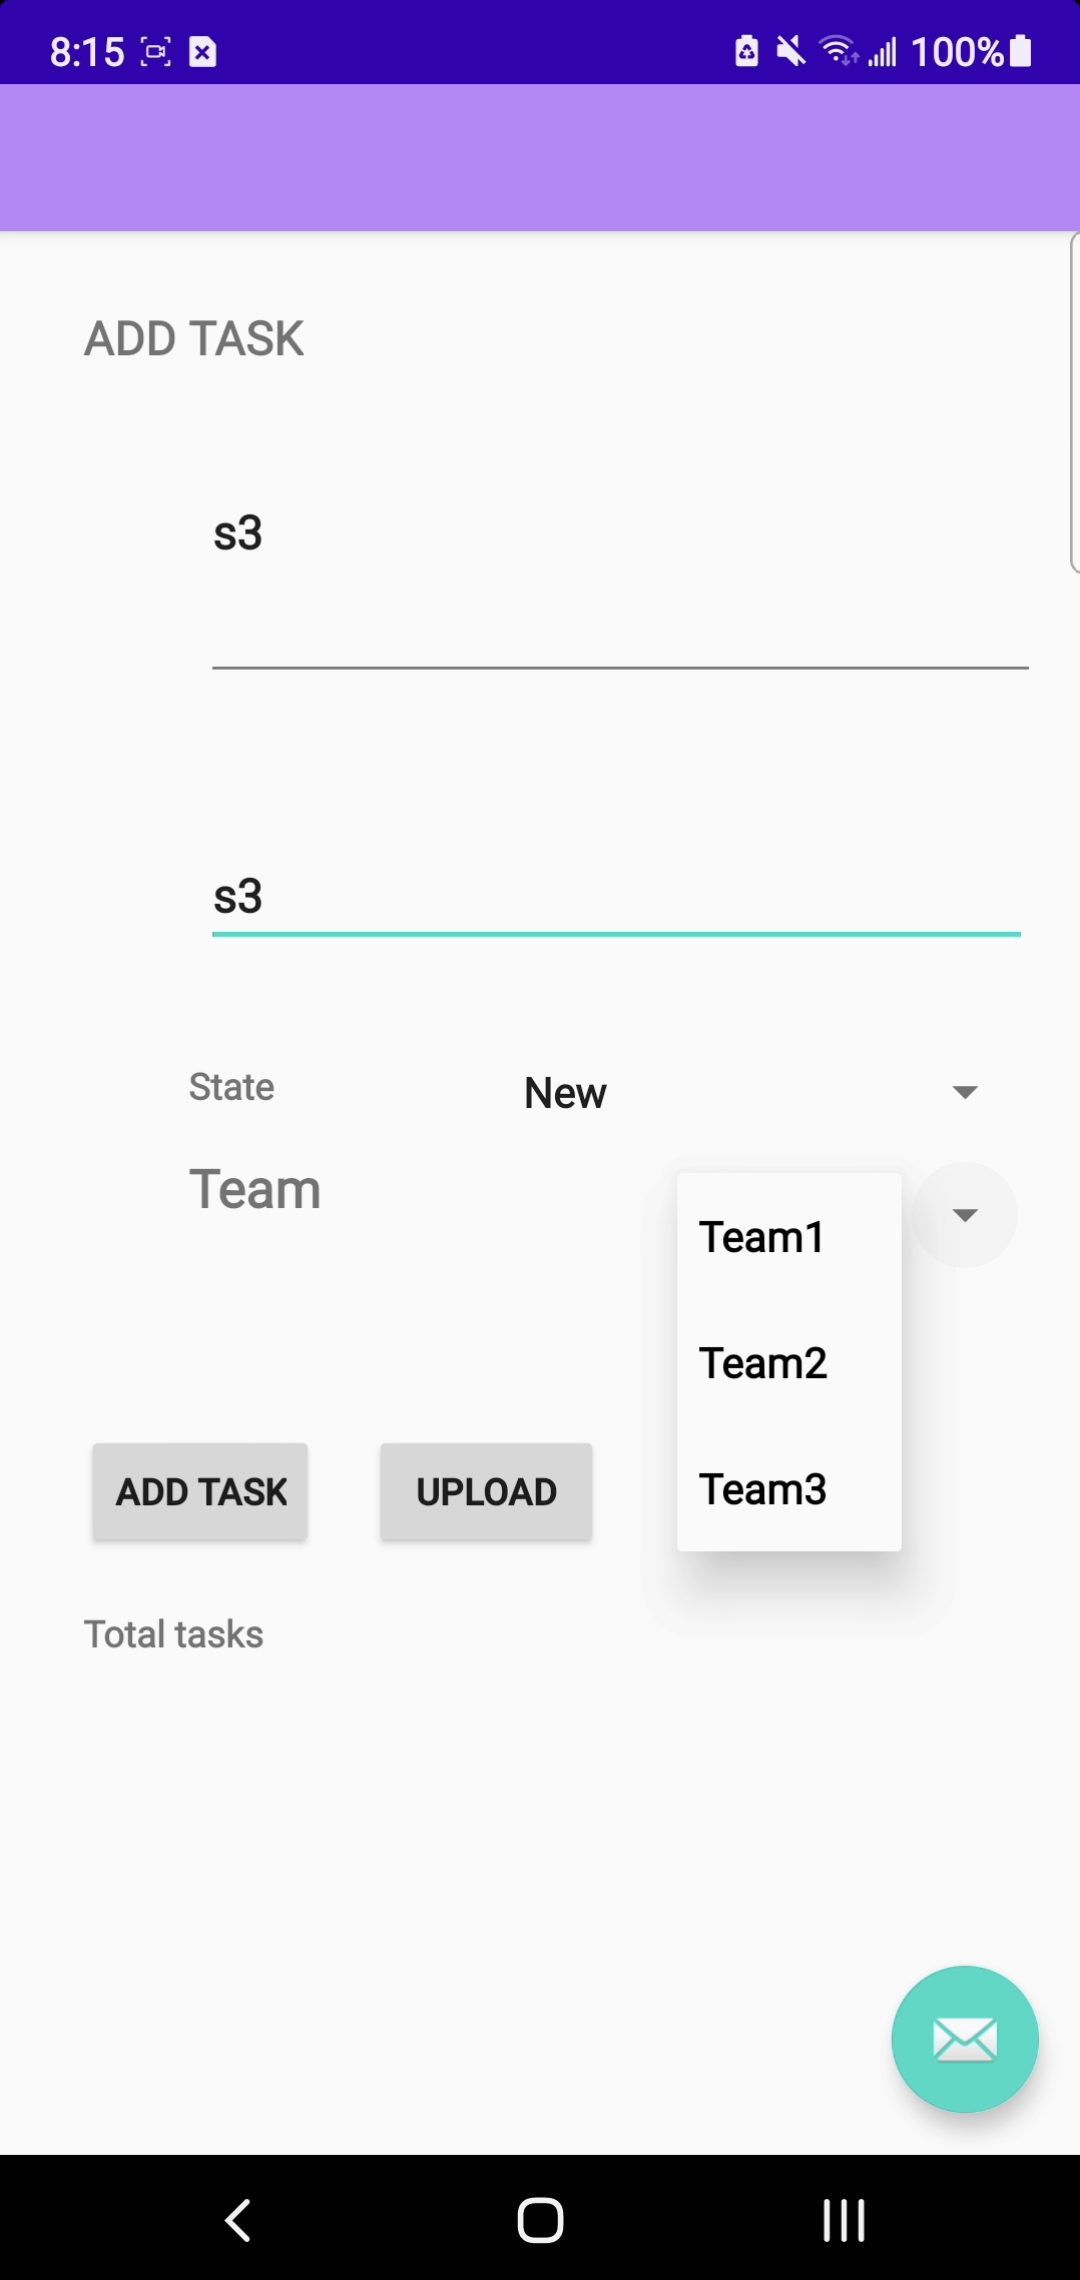 8:15 100%
ADD TASK
s3
s3
State New
Team
Team1
Team2
Team3
ADD TASK UPLOAD
Total tasks